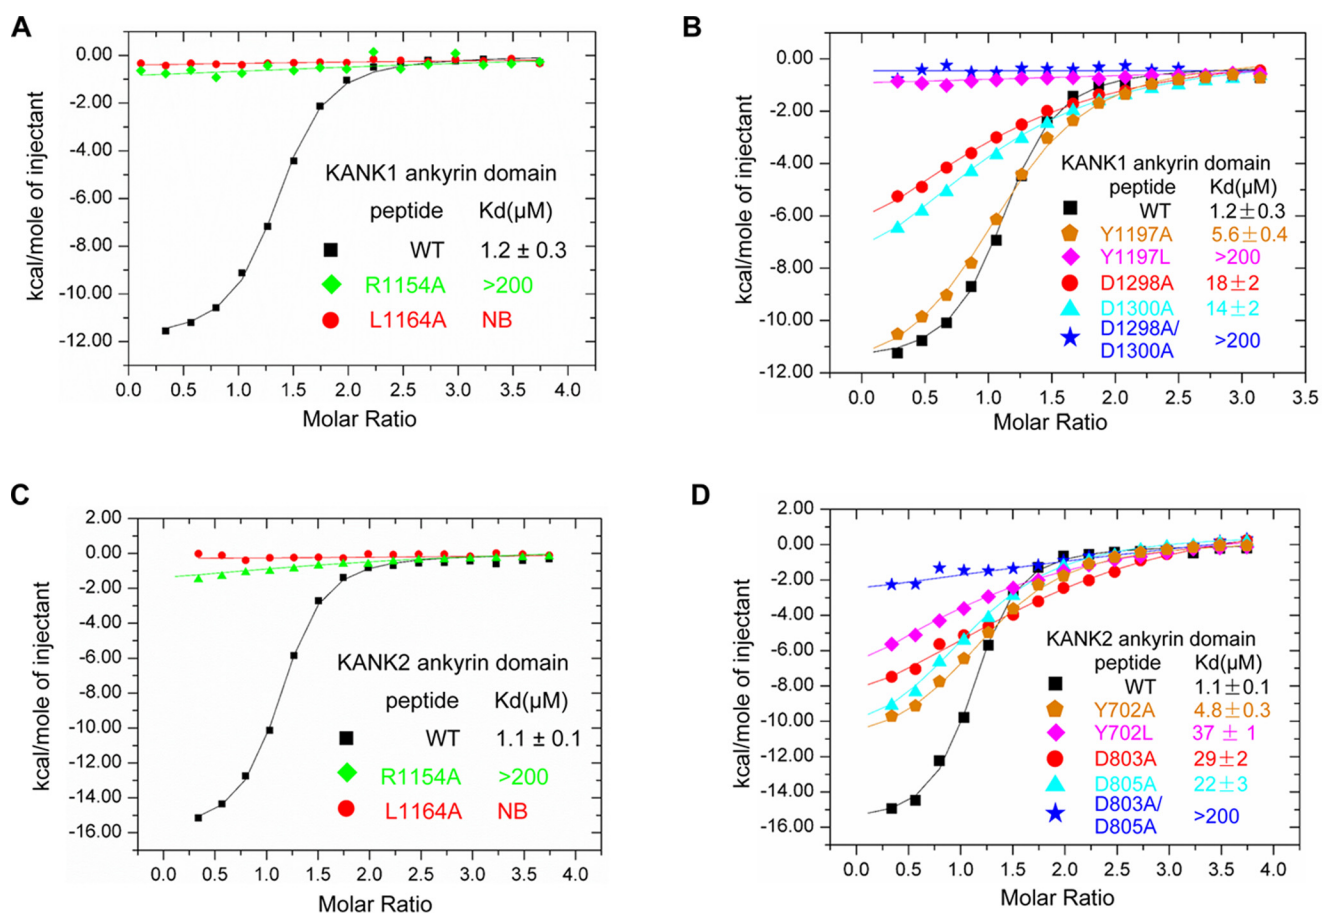 A
0.00
-2.00
-4.00
-6.00
-8.00
-10.00
-12.00
kcal/mole of injectant
0.0 0.5 1.0 1.5 2.0 2.5 3.0 3.5 4.0
Molar Ratio
KANK1 ankyrin domain
peptide Kd(μM)
WT 1.2 ± 0.3
R1154A >200
L1164A NB
B
0.00
-2.00
-4.00
-6.00
-8.00
-10.00
-12.00
kcal/mole of injectant
0.0 0.5 1.0 1.5 2.0 2.5 3.0 3.5
Molar Ratio
KANK1 ankyrin domain
peptide Kd(μM)
WT 1.2±0.3
Y1197A 5.6±0.4
Y1197L >200
D1298A 18±2
D1300A 14±2
D1298A/
D1300A >200
C
2.00
0.00
-2.00
-4.00
-6.00
-8.00
-10.00
-12.00
-14.00
-16.00
kcal/mole of injectant
0.0 0.5 1.0 1.5 2.0 2.5 3.0 3.5 4.0
Molar Ratio
KANK2 ankyrin domain
peptide Kd(μM)
WT 1.1 ± 0.1
R1154A >200
L1164A NB
D
2.00
0.00
-2.00
-4.00
-6.00
-8.00
-10.00
-12.00
-14.00
-16.00
kcal/mole of injectant
0.0 0.5 1.0 1.5 2.0 2.5 3.0 3.5 4.0
Molar Ratio
KANK2 ankyrin domain
peptide Kd(μM)
WT 1.1±0.1
Y702A 4.8±0.3
Y702L 37 ± 1
D803A 29±2
D805A 22±3
D803A/
D805A >200